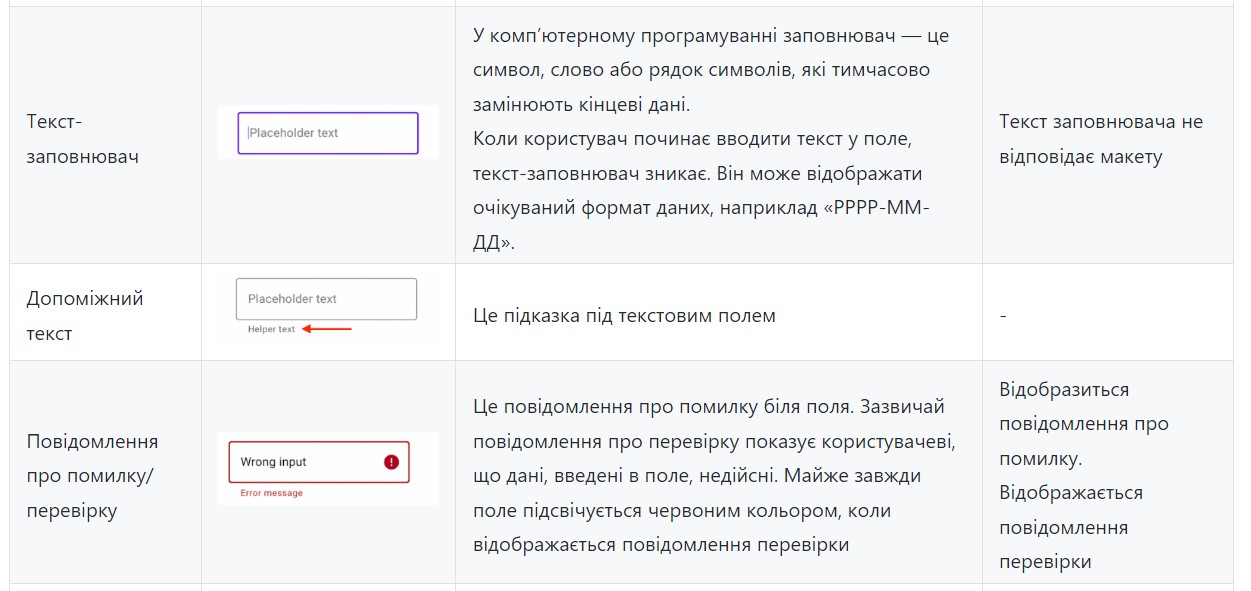 Текст-
заповнювач
Placeholder text
У комп’ютерному програмуванні заповнювач — це
символ, слово або рядок символів, які тимчасово
замінюють кінцеві дані.
Коли користувач починає вводити текст у поле,
текст-заповнювач зникає. Він може відображати
очікуваний формат даних, наприклад «РРРР-ММ-
ДД».
Текст заповнювача не
відповідає макету
Допоміжний
текст
Placeholder text
Helper text
Це підказка під текстовим полем
-
Повідомлення
про помилку/
перевірку
Wrong input
!
Error message
Це повідомлення про помилку біля поля. Зазвичай
повідомлення про перевірку показує користувачеві,
що дані, введені в поле, недійсні. Майже завжди
поле підсвічується червоним кольором, коли
відображається повідомлення перевірки
Відобразиться
повідомлення про
помилку.
Відображається
повідомлення
перевірки